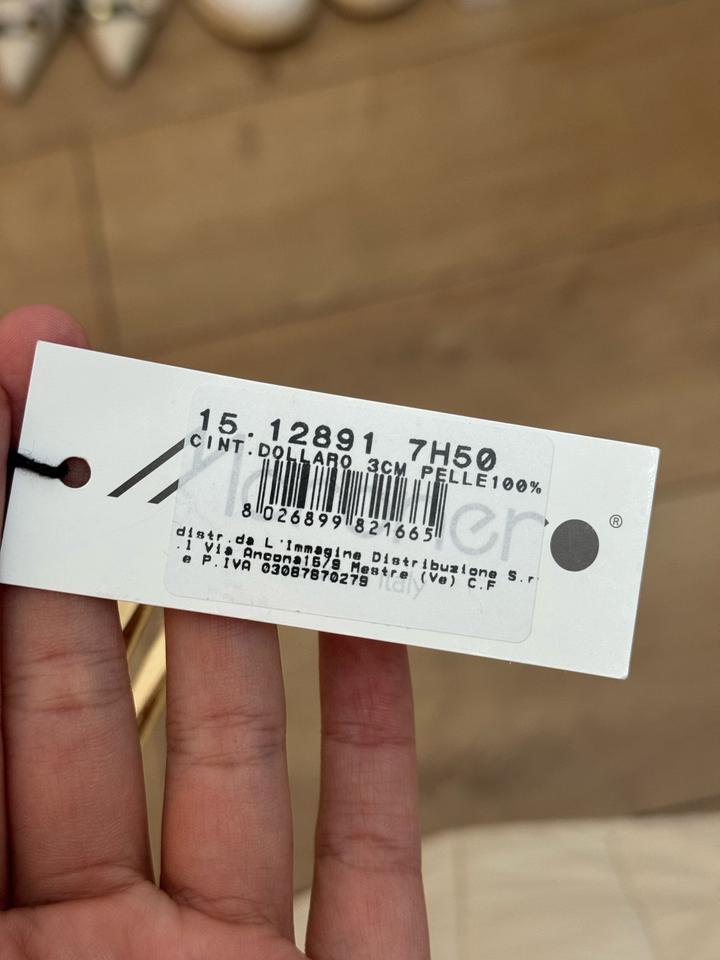 15.12891 7H50
CINT.DOLLARO 3CM PELLE100%
8 026899 821665
distr.da L'Immagine Distribuzione S.r
.l Via Ancona15/9 Mestre (Ve) C.F
e P.IVA 03087870279
Italy
®